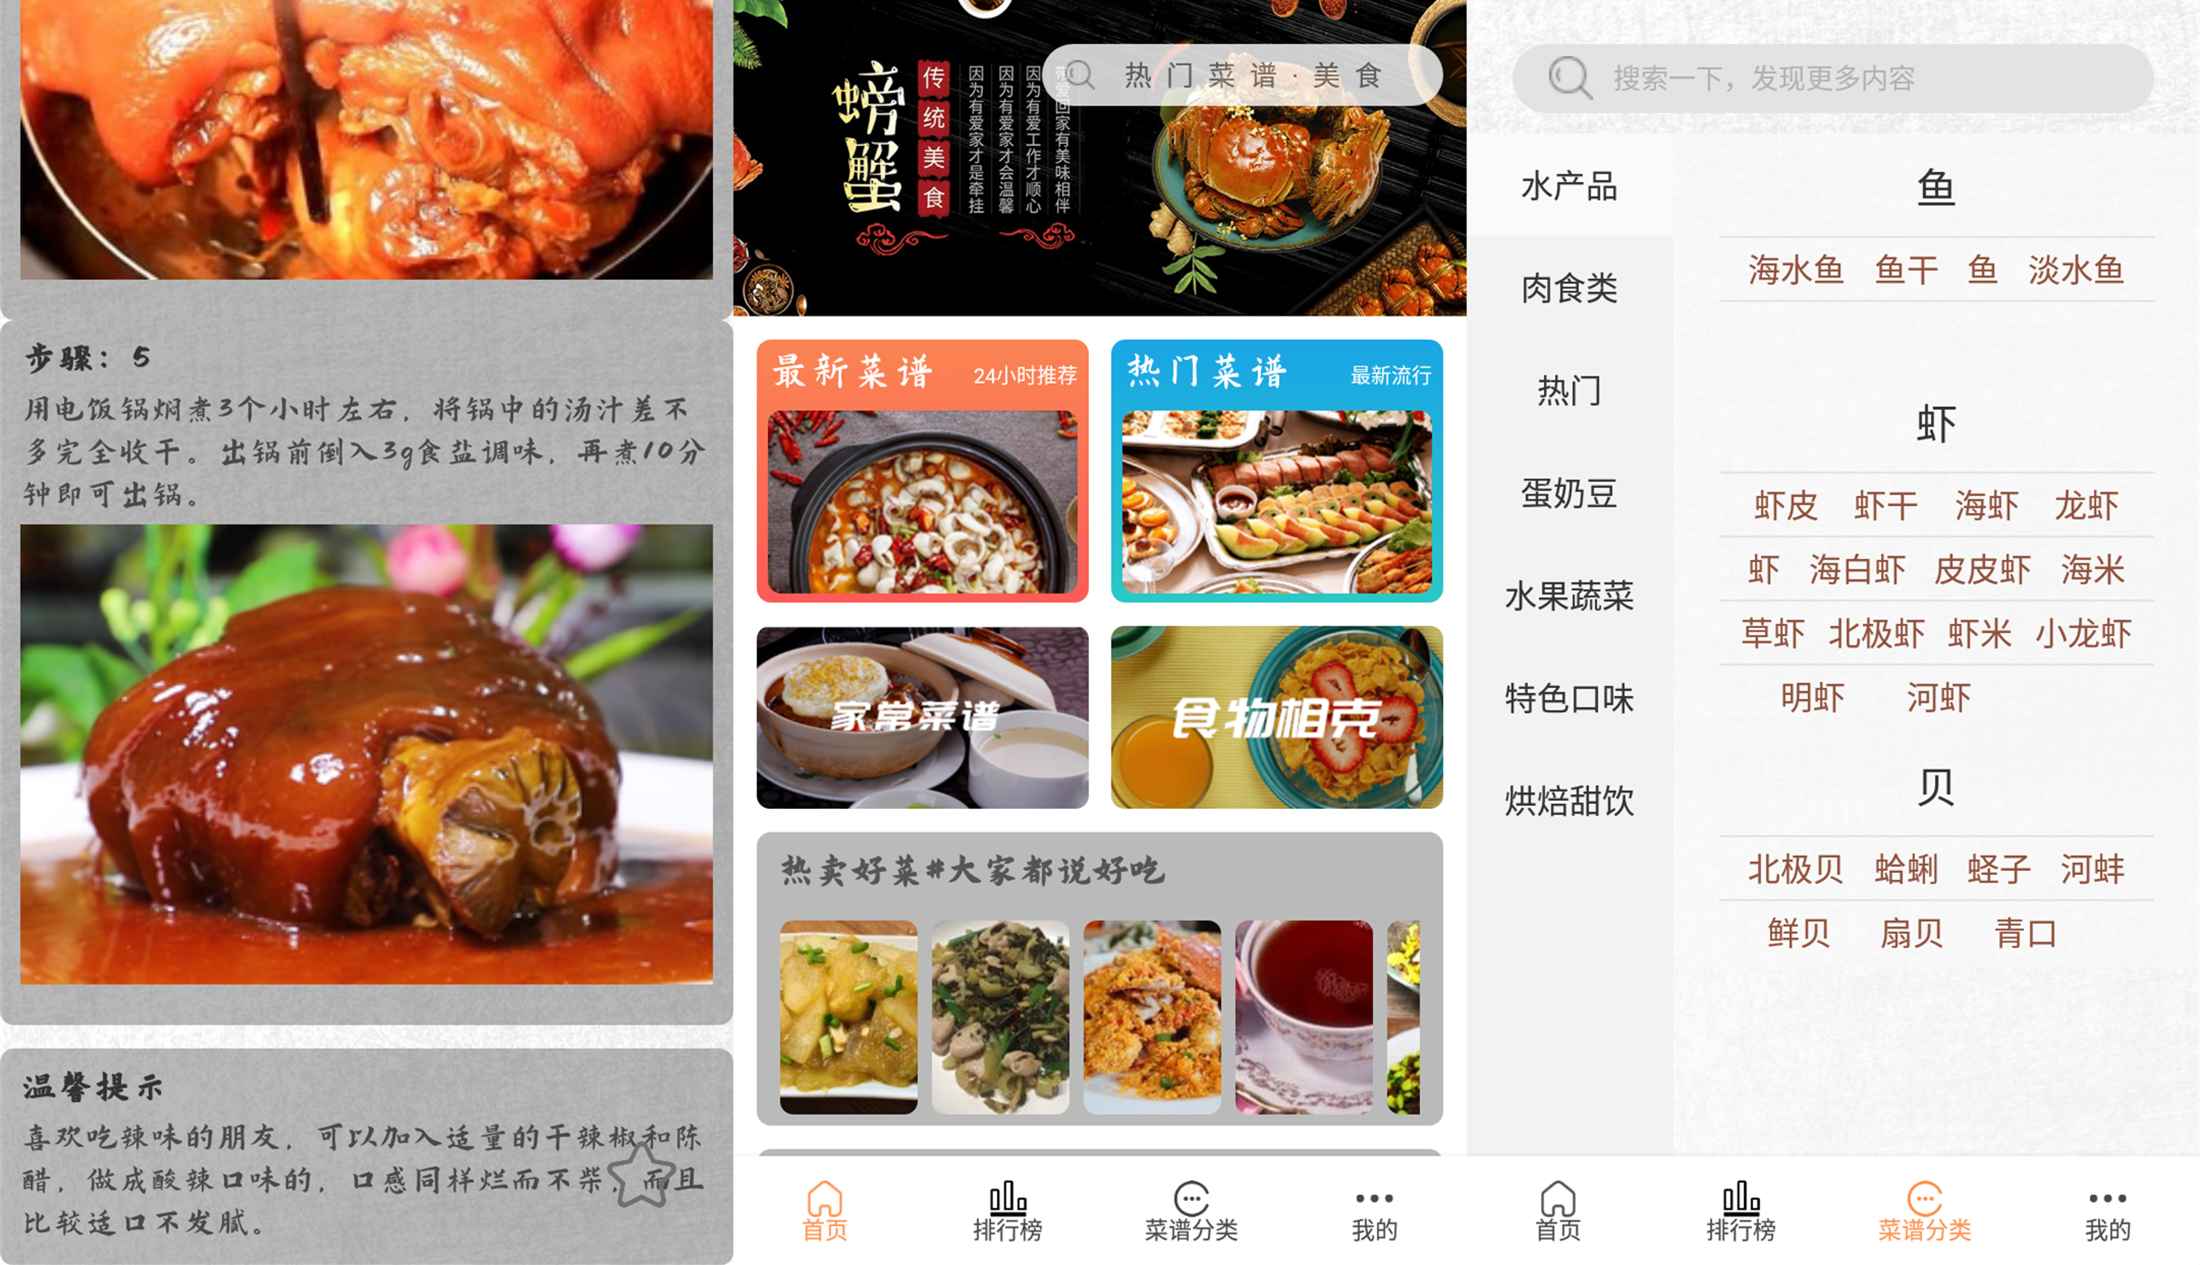 步骤：5
用电饭锅焖煮3个小时左右，将锅中的汤汁差不
多完全收干。出锅前倒入3g食盐调味，再煮10分
钟即可出锅。
温馨提示
喜欢吃辣味的朋友，可以加入适量的干辣椒和陈
醋，做成酸辣口味的，口感同样烂而不柴，而且
比较适口不发腻。
热门菜谱·美食
螃蟹
传统美食
因为有爱家才是牵挂
因为有爱家才会温馨
因为有爱工作才顺心
爱回家有美味相伴
最新菜谱
24小时推荐
热门菜谱
最新流行
家常菜谱
食物相克
热卖好菜#大家都说好吃
首页
排行榜
菜谱分类
我的
搜索一下，发现更多内容
水产品
肉食类
热门
蛋奶豆
水果蔬菜
特色口味
烘焙甜饮
鱼
海水鱼 鱼干 鱼 淡水鱼
虾
虾皮 虾干 海虾 龙虾
虾 海白虾 皮皮虾 海米
草虾 北极虾 虾米 小龙虾
明虾 河虾
贝
北极贝 蛤蜊 蛏子 河蚌
鲜贝 扇贝 青口
首页
排行榜
菜谱分类
我的